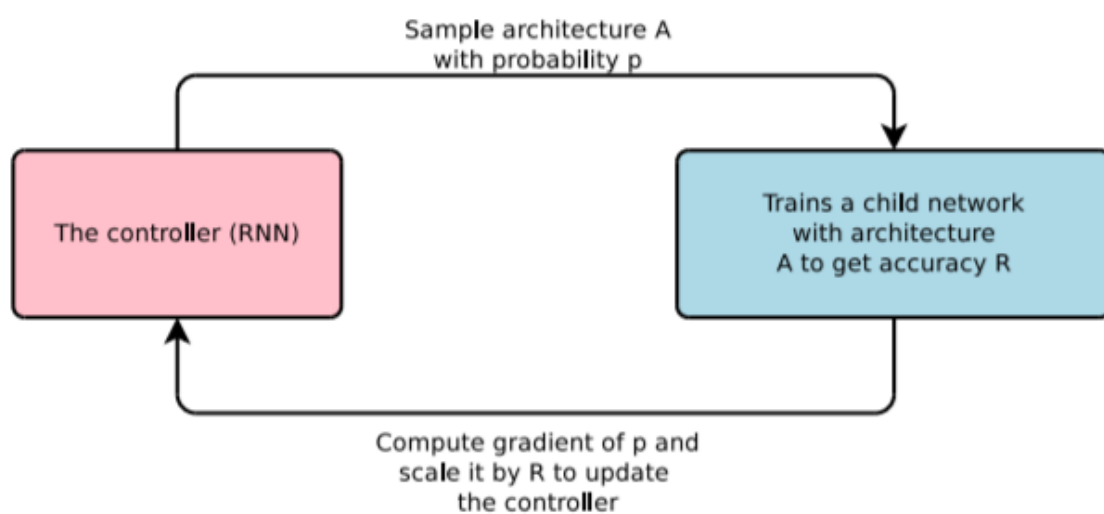 Sample architecture A
with probability p
The controller (RNN)
Trains a child network
with architecture
A to get accuracy R
Compute gradient of p and
scale it by R to update
the controller